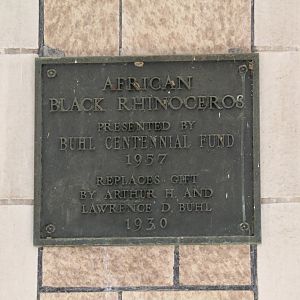 AFRICAN
BLACK RHINOCEROS
PRESENTED BY
BUHL CENTENNIAL FUND
1957
REPLACES GIFT
BY ARTHUR H. AND
LAWRENCE D. BUHL
1930